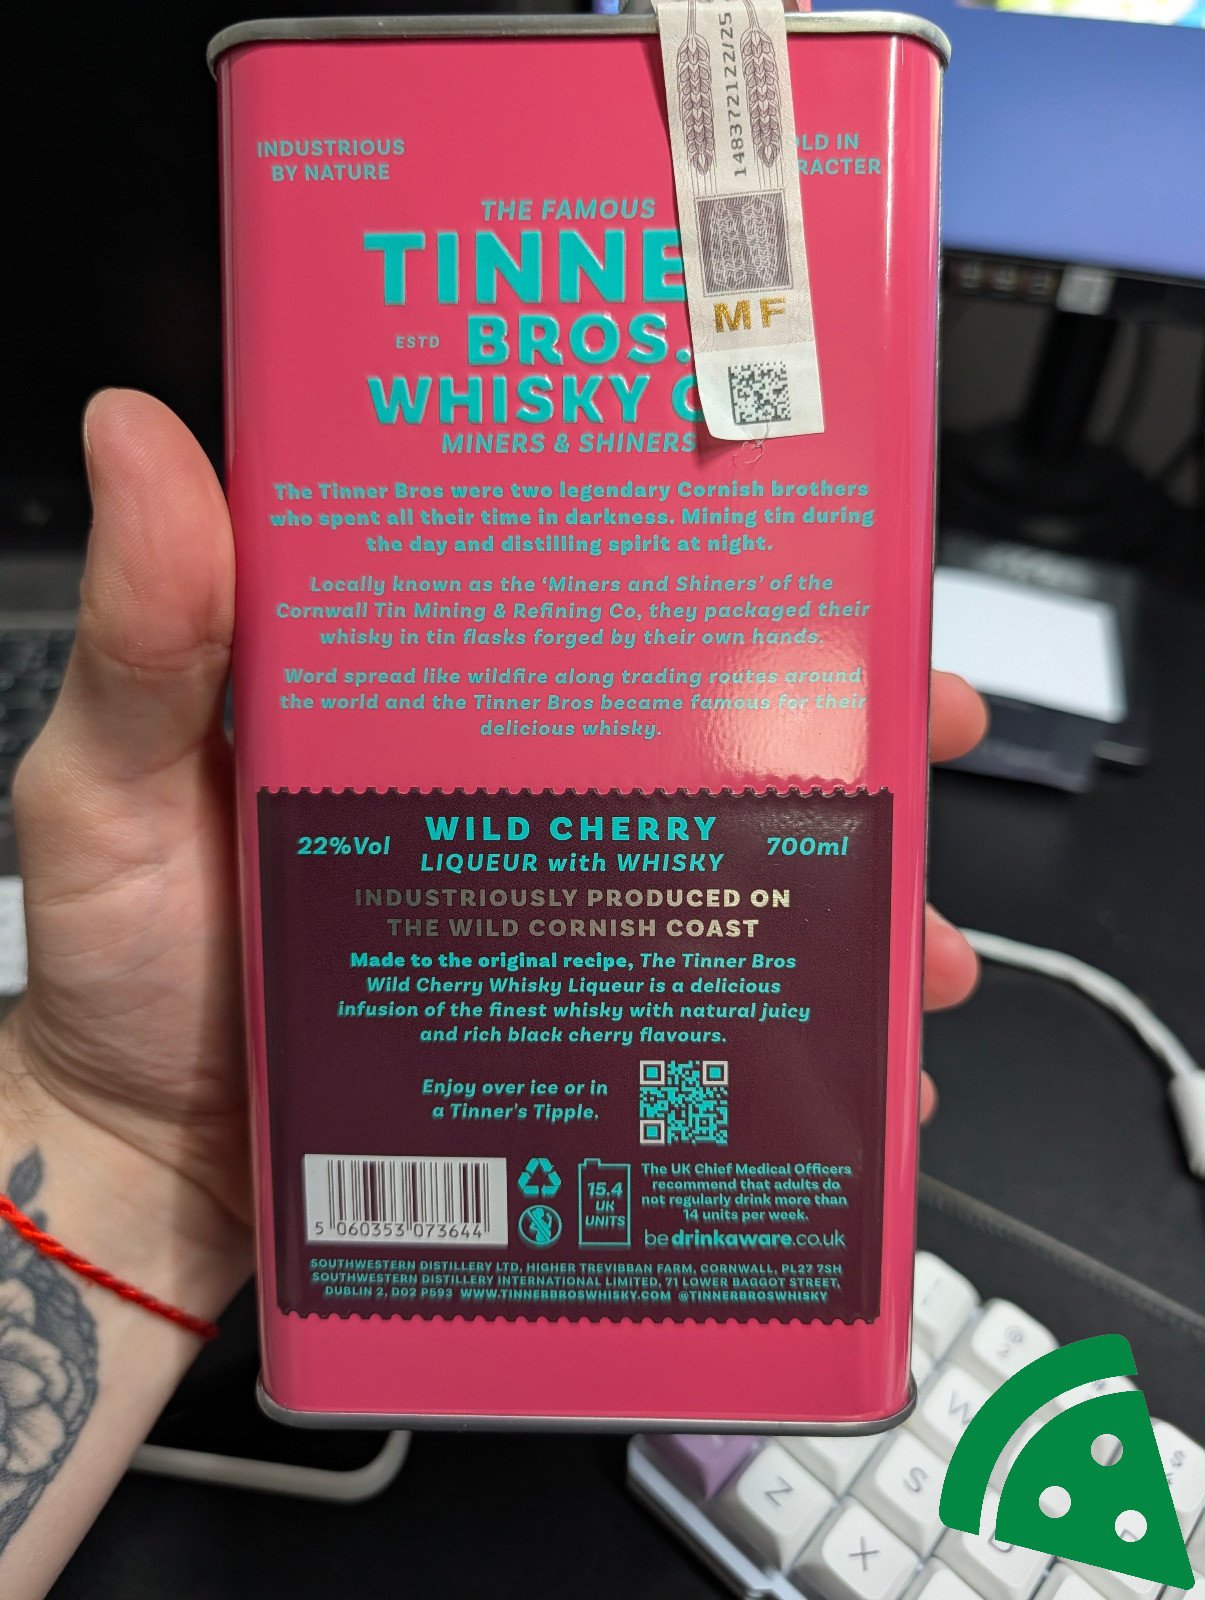 148372122/25
INDUSTRIOUS
BY NATURE
OLD IN
RACTER
THE FAMOUS
TINNE
MF
ESTD BROS.
WHISKY
MINERS & SHINERS
The Tinner Bros were two legendary Cornish brothers
who spent all their time in darkness. Mining tin during
the day and distilling spirit at night.
Locally known as the ‘Miners and Shiners’ of the
Cornwall Tin Mining & Refining Co, they packaged their
whisky in tin flasks forged by their own hands.
Word spread like wildfire along trading routes around
the world and the Tinner Bros became famous for their
delicious whisky.
22%Vol
WILD CHERRY
LIQUEUR with WHISKY
700ml
INDUSTRIOUSLY PRODUCED ON
THE WILD CORNISH COAST
Made to the original recipe, The Tinner Bros
Wild Cherry Whisky Liqueur is a delicious
infusion of the finest whisky with natural juicy
and rich black cherry flavours.
Enjoy over ice or in
a Tinner's Tipple.
5 060353 073644
15.4
UK
UNITS
The UK Chief Medical Officers
recommend that adults do
not regularly drink more than
14 units per week.
bedrinkaware.co.uk
SOUTHWESTERN DISTILLERY LTD, HIGHER TREVIBBAN FARM, CORNWALL, PL27 7SH
SOUTHWESTERN DISTILLERY INTERNATIONAL LIMITED, 71 LOWER BAGGOT STREET,
DUBLIN 2, D02 P593 WWW.TINNERBROSWHISKY.COM @TINNERBROSWHISKY
W
S
Z
X
D